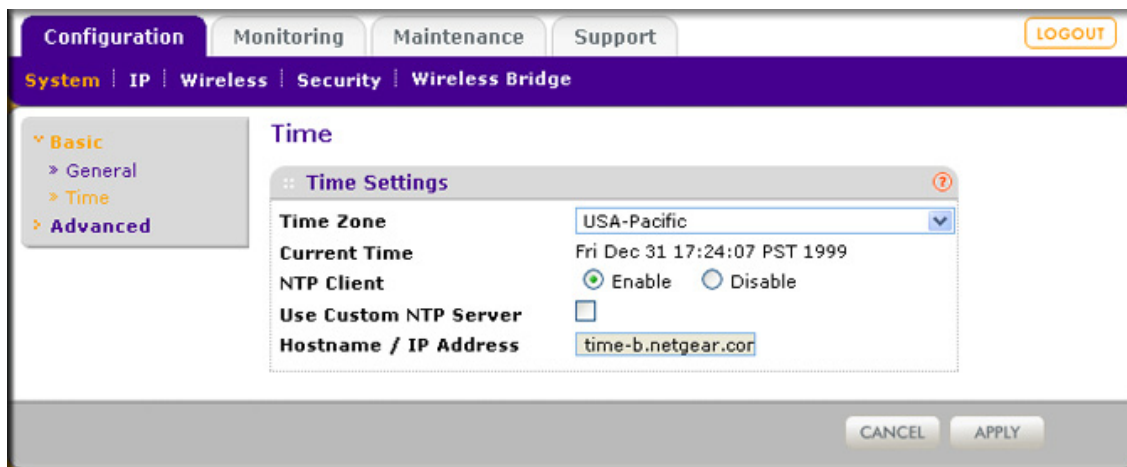 Configuration Monitoring Maintenance Support LOGOUT
System IP Wireless Security Wireless Bridge
Basic
» General
» Time
Advanced
Time
Time Settings ?
Time Zone USA-Pacific
Current Time Fri Dec 31 17:24:07 PST 1999
NTP Client Enable Disable
Use Custom NTP Server
Hostname / IP Address time-b.netgear.cor
CANCEL APPLY